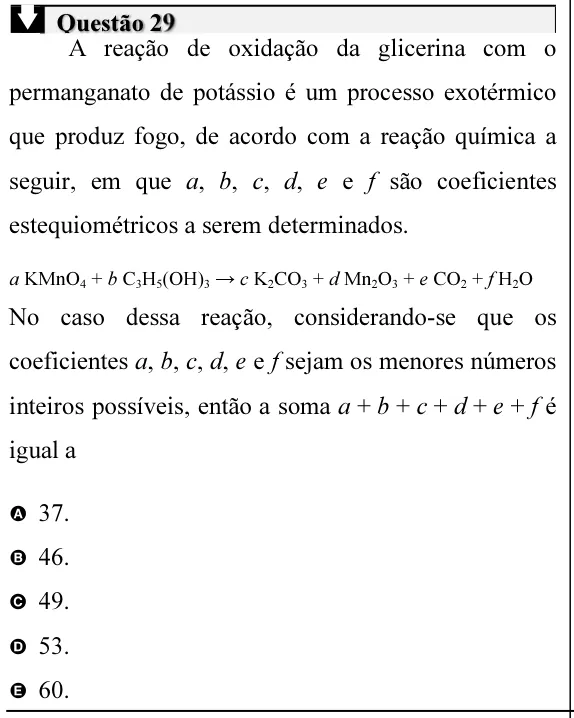 Questão 29
A reação de oxidação da glicerina com o
permanganato de potássio é um processo exotérmico
que produz fogo, de acordo com a reação química a
seguir, em que a, b, c, d, e e f são coeficientes
estequiométricos a serem determinados.
a KMnO₄ + b C₃H₅(OH)₃ → c K₂CO₃ + d Mn₂O₃ + e CO₂ + f H₂O
No caso dessa reação, considerando-se que os
coeficientes a, b, c, d, e e f sejam os menores números
inteiros possíveis, então a soma a + b + c + d + e + f é
igual a
A 37.
B 46.
C 49.
D 53.
E 60.